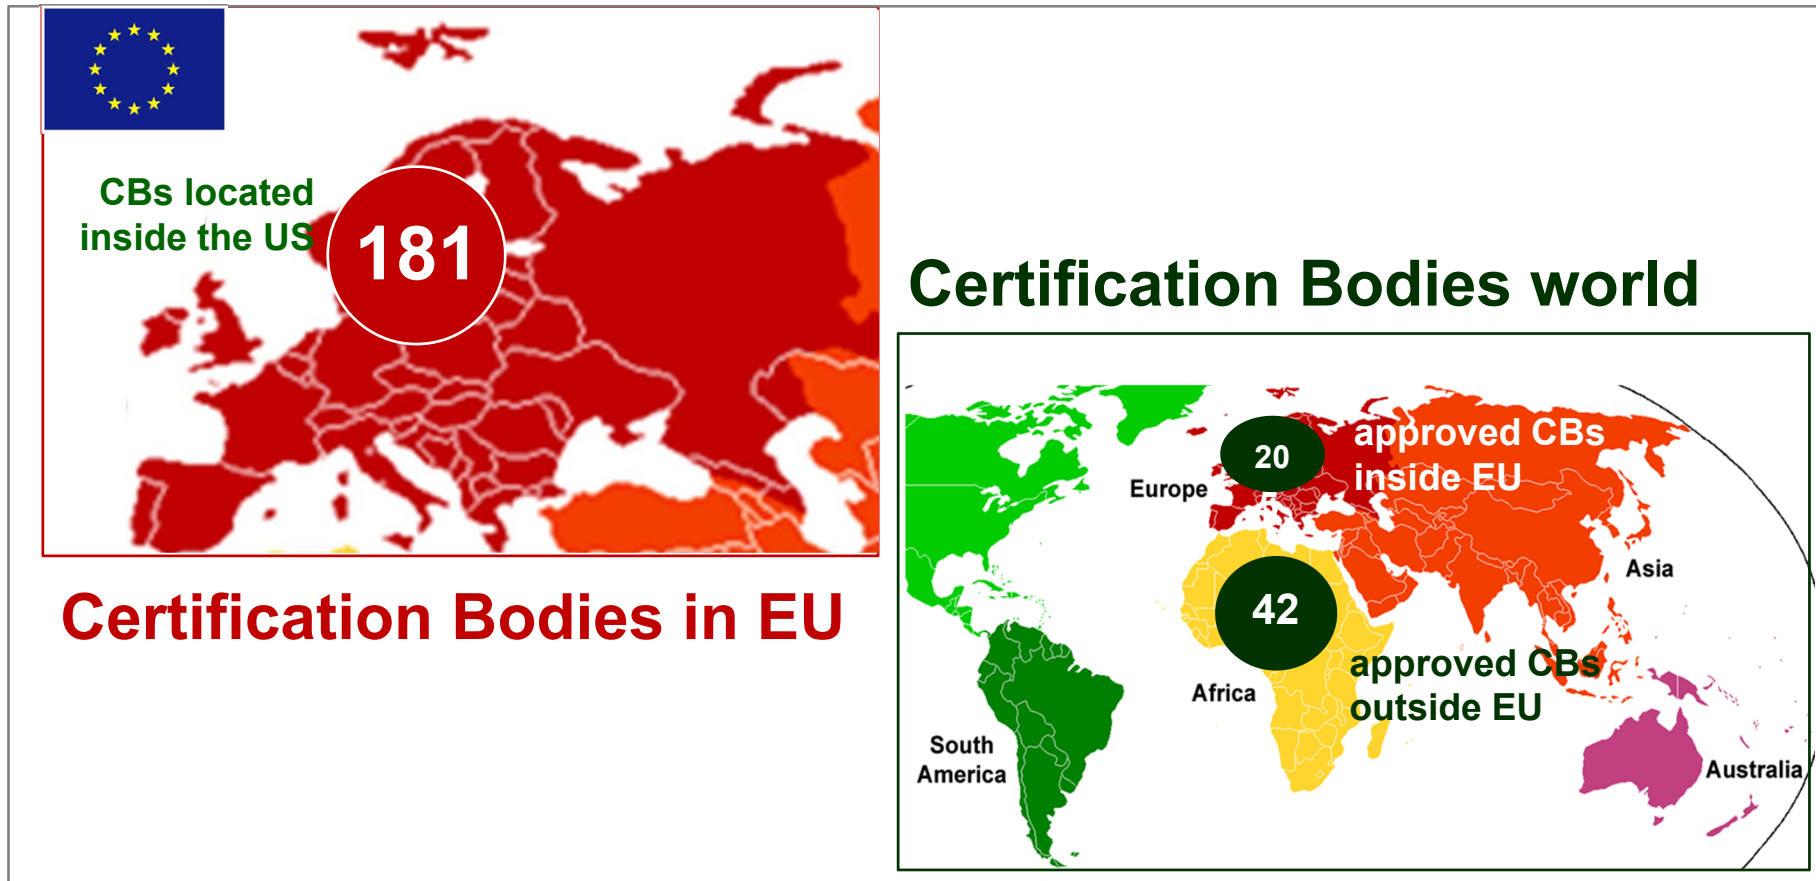 CBs located
inside the US
181
Certification Bodies in EU
Certification Bodies world
20
approved CBs
inside EU
Europe
Asia
42
approved CBs
outside EU
Africa
South
America
Australia